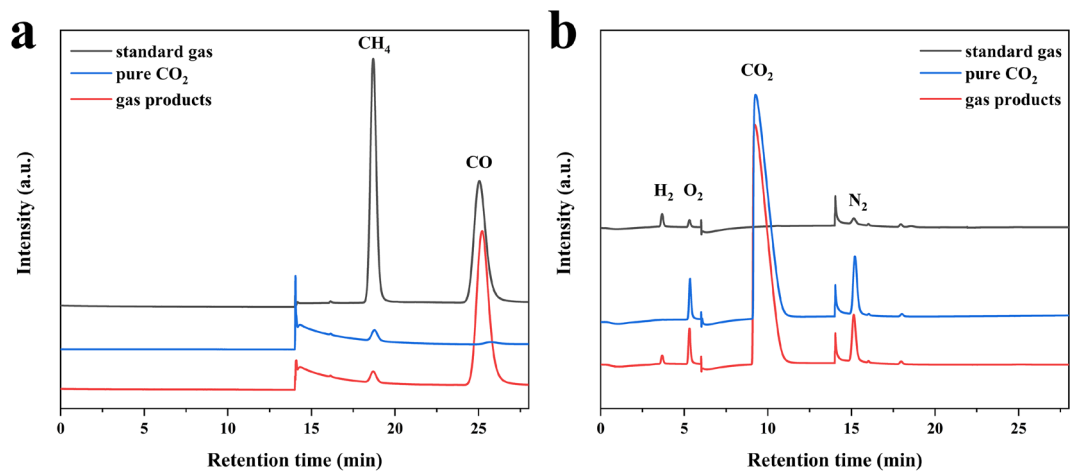 a
standard gas
pure CO₂
gas products
CH₄
CO
Intensity (a.u.)
0 5 10 15 20 25
Retention time (min)
b
standard gas
pure CO₂
gas products
CO₂
H₂ O₂
N₂
Intensity (a.u.)
0 5 10 15 20 25
Retention time (min)